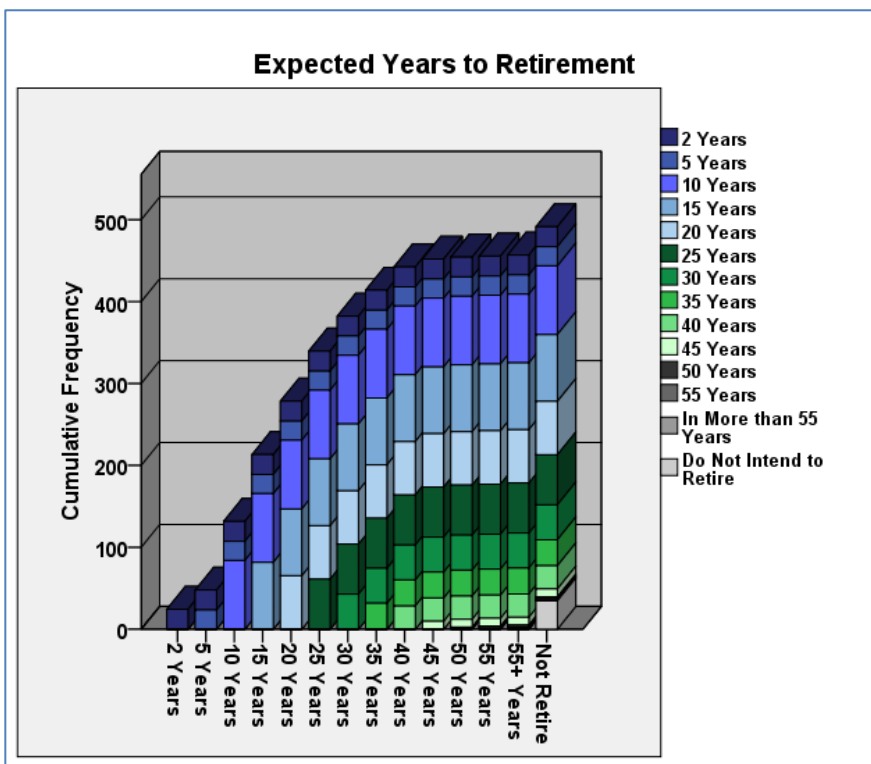 Expected Years to Retirement
2 Years
5 Years
10 Years
15 Years
20 Years
25 Years
30 Years
35 Years
40 Years
45 Years
50 Years
55 Years
In More than 55
Years
Do Not Intend to
Retire
Cumulative Frequency
500
400
300
200
100
0
2 Years
5 Years
10 Years
15 Years
20 Years
25 Years
30 Years
35 Years
40 Years
45 Years
50 Years
55 Years
55+ Years
Not Retire